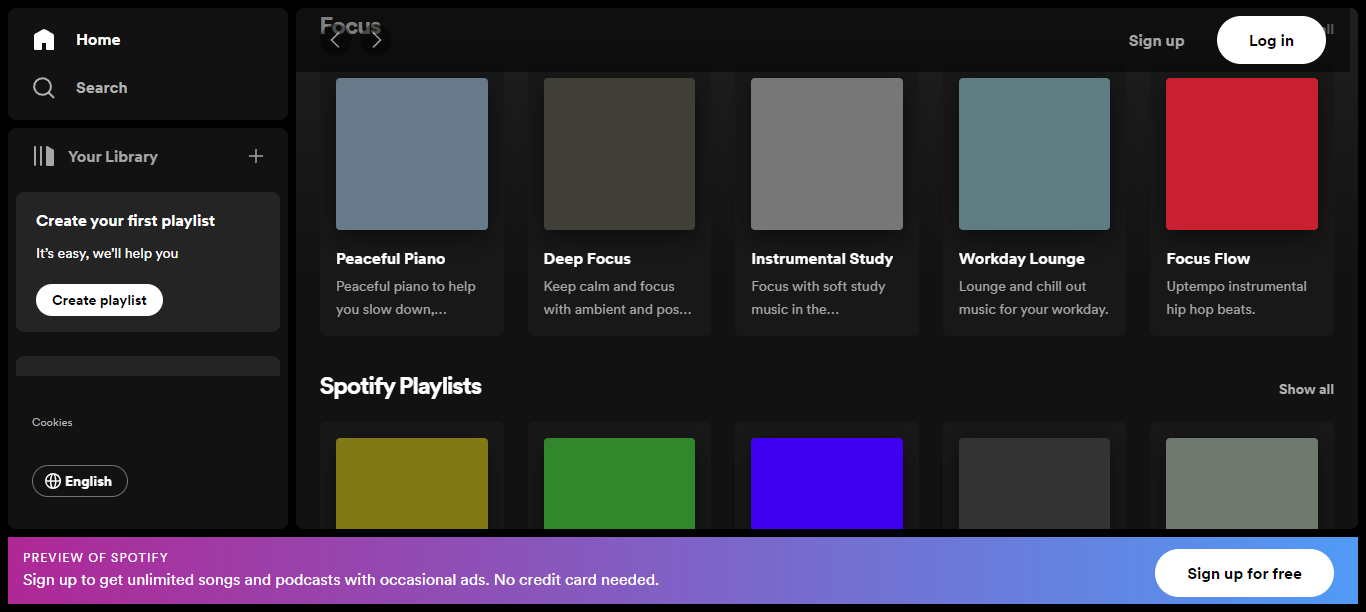 Home
Search
Your Library
Create your first playlist
It's easy, we'll help you
Create playlist
Cookies
English
Focus
Sign up
Log in
Peaceful Piano
Peaceful piano to help
you slow down,...
Deep Focus
Keep calm and focus
with ambient and pos...
Instrumental Study
Focus with soft study
music in the...
Workday Lounge
Lounge and chill out
music for your workday.
Focus Flow
Uptempo instrumental
hip hop beats.
Spotify Playlists
Show all
PREVIEW OF SPOTIFY
Sign up to get unlimited songs and podcasts with occasional ads. No credit card needed.
Sign up for free